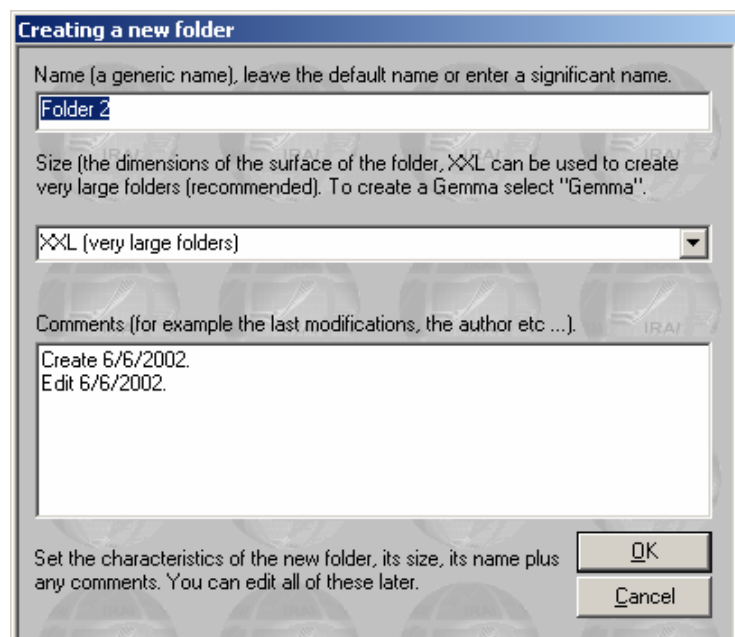 Creating a new folder
Name (a generic name), leave the default name or enter a significant name.
Folder 2
Size (the dimensions of the surface of the folder, XXL can be used to create
very large folders (recommended). To create a Gemma select "Gemma".
XXL (very large folders)
Comments (for example the last modifications, the author etc ...).
Create 6/6/2002.
Edit 6/6/2002.
Set the characteristics of the new folder, its size, its name plus
any comments. You can edit all of these later.
OK
Cancel